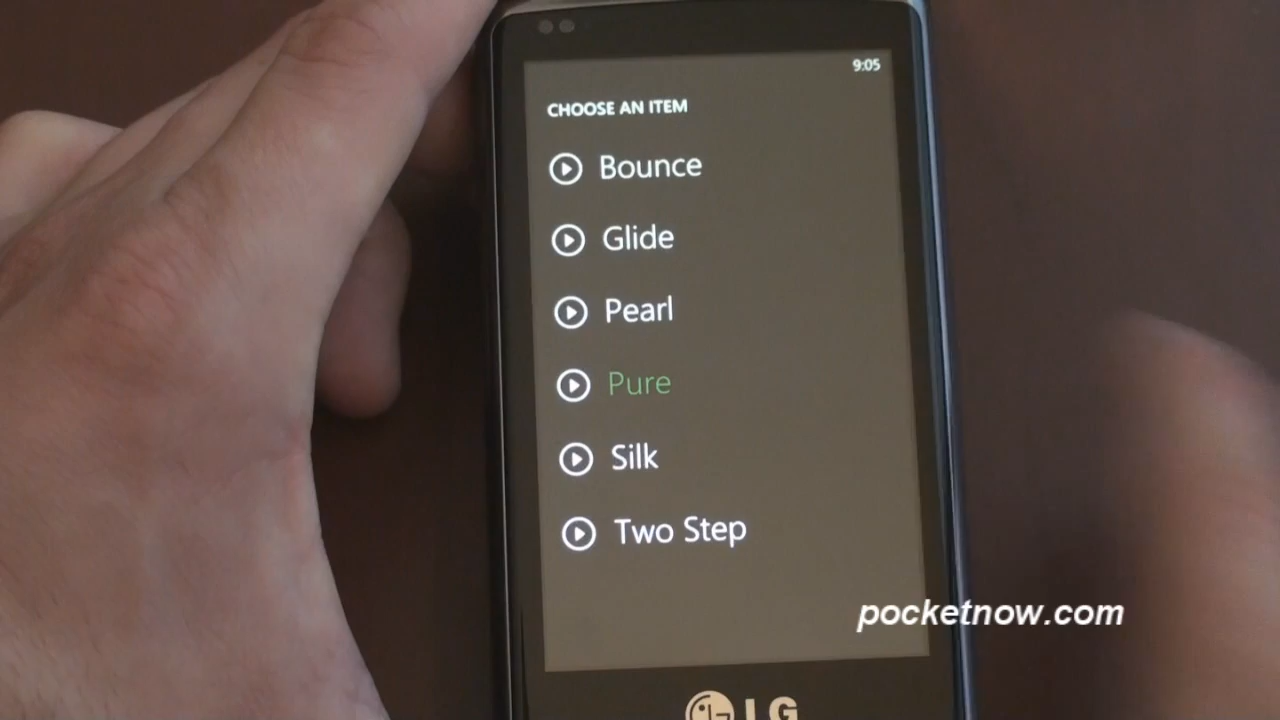 9:05
CHOOSE AN ITEM
Bounce
Glide
Pearl
Pure
Silk
Two Step
pocketnow.com
LG